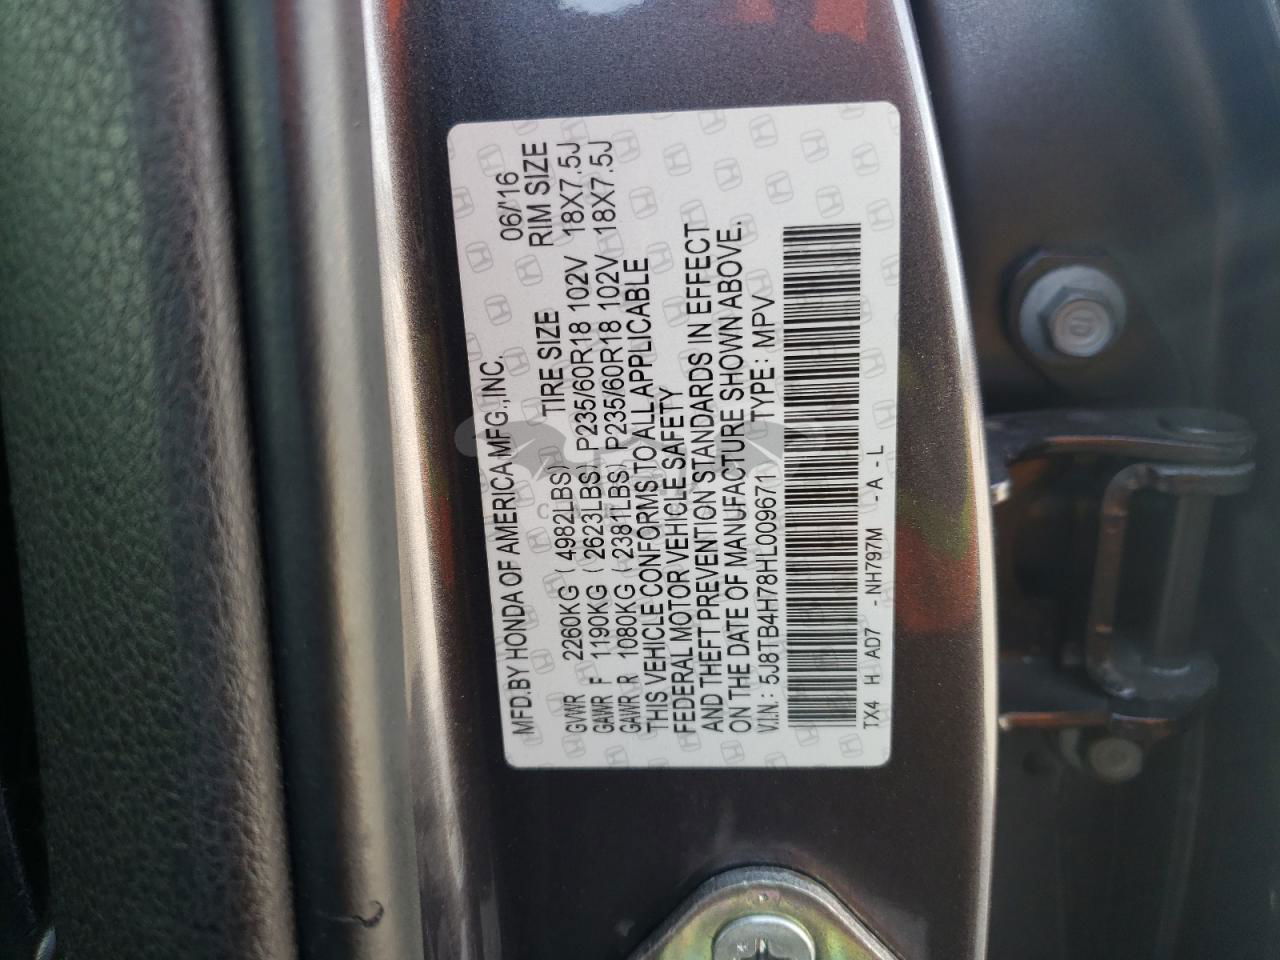 MFD.BY HONDA OF AMERICA MFG.,INC. 06/'16
TIRE SIZE RIM SIZE
GVWR 2260KG ( 4982LBS)
GAWR F 1190KG ( 2623LBS) P235/60R18 102V 18X7.5J
GAWR R 1080KG ( 2381LBS) P235/60R18 102V 18X7.5J
THIS VEHICLE CONFORMS TO ALL APPLICABLE
FEDERAL MOTOR VEHICLE SAFETY
AND THEFT PREVENTION STANDARDS IN EFFECT
ON THE DATE OF MANUFACTURE SHOWN ABOVE.
V.I.N.: 5J8TB4H78HL009671 TYPE: MPV
TX4 H AD7 - NH797M - A - L